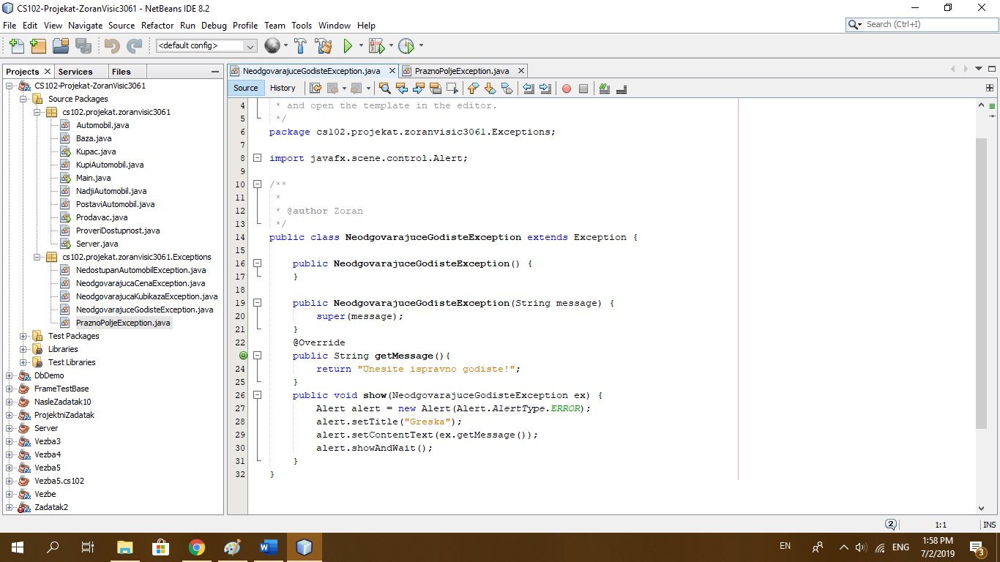 CS102-Projekat-ZoranVisic3061 - NetBeans IDE 8.2
File Edit View Navigate Source Refactor Run Debug Profile Team Tools Window Help
Search (Ctrl+I)
<default config>
Projects Services Files
CS102-Projekat-ZoranVisic3061
Source Packages
cs102.projekat.zoranvisic3061
Automobil.java
Baza.java
Kupac.java
KupiAutomobil.java
Main.java
NadjiAutomobil.java
PostaviAutomobil.java
Prodavac.java
ProveriDostupnost.java
Server.java
cs102.projekat.zoranvisic3061.Exceptions
NedostupanAutomobilException.java
NeodgovarajucaCenaException.java
NeodgovarajucaKubikazaException.java
NeodgovarajuceGodisteException.java
PraznoPoljeException.java
Test Packages
Libraries
Test Libraries
DbDemo
FrameTestBase
NasleZadatak10
ProjektniZadatak
Server
Vezba3
Vezba4
Vezba5
Vezba5.cs102
Vezbe
Zadatak2
NeodgovarajuceGodisteException.java PraznoPoljeException.java
Source History
4 * and open the template in the editor.
5 */
6 package cs102.projekat.zoranvisic3061.Exceptions;
7
8 import javafx.scene.control.Alert;
9
10 /**
11 *
12 * @author Zoran
13 */
14 public class NeodgovarajuceGodisteException extends Exception {
15
16 public NeodgovarajuceGodisteException() {
17 }
18
19 public NeodgovarajuceGodisteException(String message) {
20 super(message);
21 }
22 @Override
public String getMessage(){
24 return "Unesite ispravno godiste!";
25 }
26 public void show(NeodgovarajuceGodisteException ex) {
27 Alert alert = new Alert(Alert.AlertType.ERROR);
28 alert.setTitle("Greska");
29 alert.setContentText(ex.getMessage());
30 alert.showAndWait();
31 }
32 }
2 1:1 INS
EN ENG 1:58 PM
7/2/2019 3